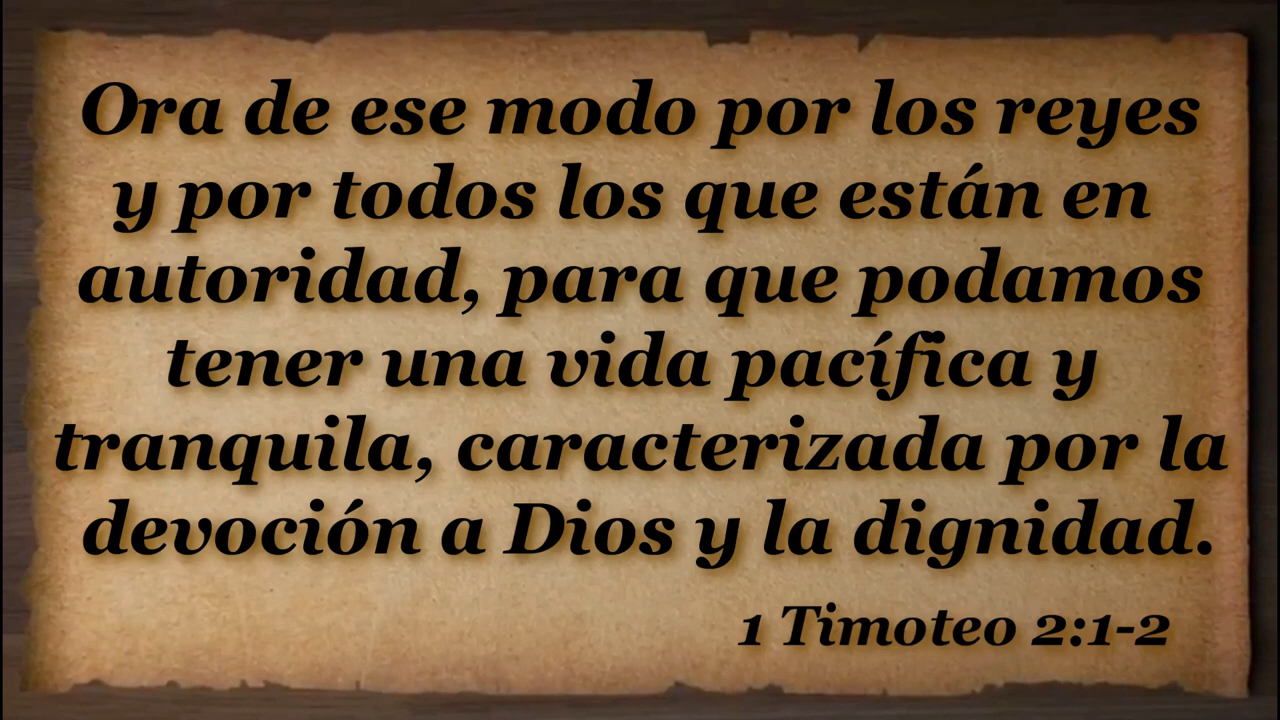 Ora de ese modo por los reyes
y por todos los que están en
autoridad, para que podamos
tener una vida pacífica y
tranquila, caracterizada por la
devoción a Dios y la dignidad.
1 Timoteo 2:1-2